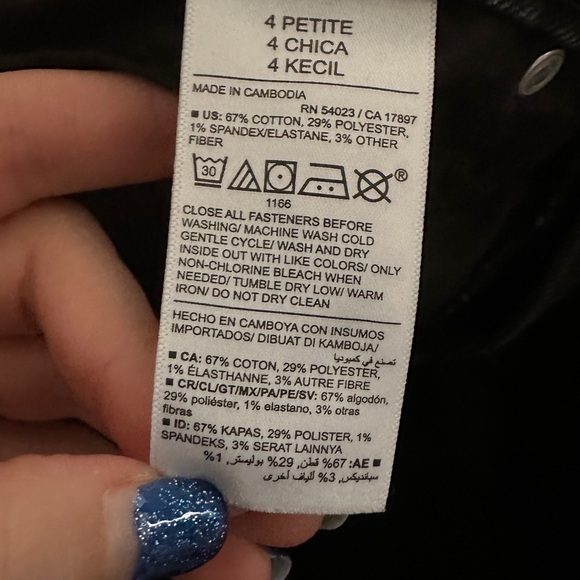 4 PETITE
4 CHICA
4 KECIL
MADE IN CAMBODIA
RN 54023 / CA 17897
■ US: 67% COTTON, 29% POLYESTER,
1% SPANDEX/ELASTANE, 3% OTHER
FIBER
30
®
1166
CLOSE ALL FASTENERS BEFORE
WASHING/ MACHINE WASH COLD
GENTLE CYCLE/ WASH AND DRY
INSIDE OUT WITH LIKE COLORS/ ONLY
NON-CHLORINE BLEACH WHEN
NEEDED/ TUMBLE DRY LOW/ WARM
IRON/ DO NOT DRY CLEAN
HECHO EN CAMBOYA CON INSUMOS
IMPORTADOS/ DIBUAT DI KAMBOJA/
تصنع في كمبوديا
■ CA: 67% COTON, 29% POLYESTER,
1% ÉLASTHANNE, 3% AUTRE FIBRE
■ CR/CL/GT/MX/PA/PE/SV: 67% algodón,
29% poliéster, 1% elastano, 3% otras
fibras
■ ID: 67% KAPAS, 29% POLISTER, 1%
SPANDEKS, 3% SERAT LAINNYA
■ AE: 67% قطن, 29% بوليستر, 1%
سبانديكس, 3% ألياف أخرى